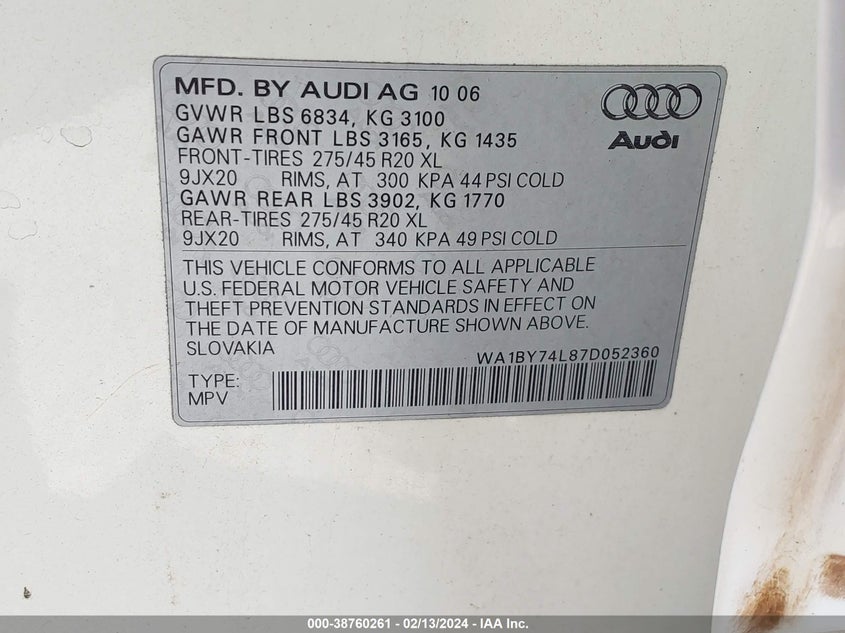 MFD. BY AUDI AG 10 06
GVWR LBS 6834, KG 3100
GAWR FRONT LBS 3165, KG 1435
FRONT-TIRES 275/45 R20 XL
9JX20 RIMS, AT 300 KPA 44 PSI COLD
GAWR REAR LBS 3902, KG 1770
REAR-TIRES 275/45 R20 XL
9JX20 RIMS, AT 340 KPA 49 PSI COLD
Audi
THIS VEHICLE CONFORMS TO ALL APPLICABLE
U.S. FEDERAL MOTOR VEHICLE SAFETY AND
THEFT PREVENTION STANDARDS IN EFFECT ON
THE DATE OF MANUFACTURE SHOWN ABOVE.
SLOVAKIA WA1BY74L87D052360
TYPE:
MPV
000-38760261 - 02/13/2024 - IAA Inc.